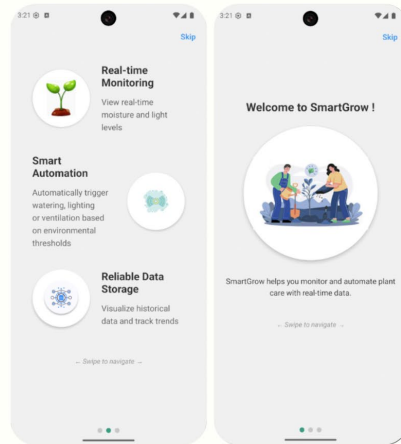 3:21
Skip
Real-time
Monitoring
View real-time
moisture and light
levels
Smart
Automation
Automatically trigger
watering, lighting
or ventilation based
on environmental
thresholds
Reliable Data
Storage
Visualize historical
data and track trends
← Swipe to navigate →
3:21
Skip
Welcome to SmartGrow !
SmartGrow helps you monitor and automate plant
care with real-time data.
← Swipe to navigate →